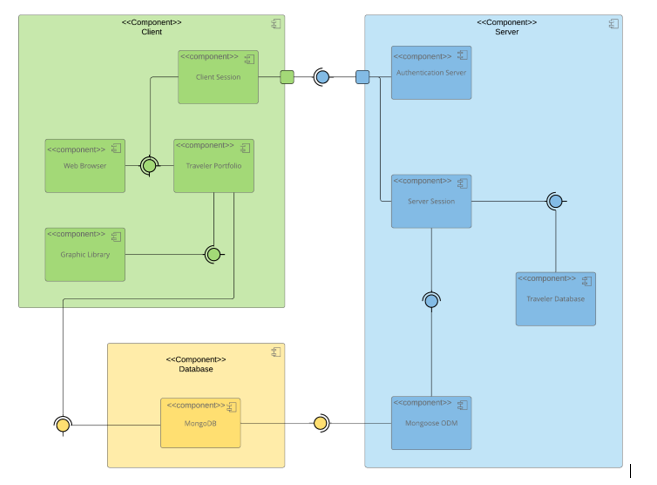 <<Component>>
Client
<<component>>
Client Session
<<component>>
Web Browser
<<component>>
Traveler Portfolio
<<component>>
Graphic Library
<<Component>>
Server
<<component>>
Authentication Server
<<component>>
Server Session
<<component>>
Traveler Database
<<component>>
Mongoose ODM
<<Component>>
Database
<<component>>
MongoDB